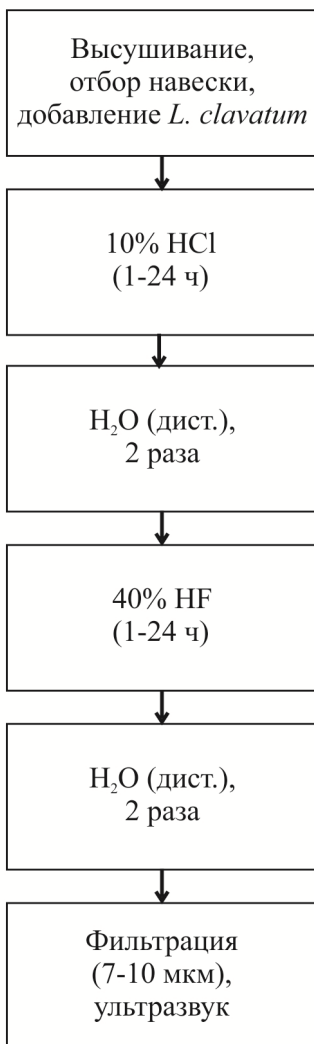 Высушивание,
отбор навески,
добавление L. clavatum
10% HCl
(1-24 ч)
H₂O (дист.),
2 раза
40% HF
(1-24 ч)
H₂O (дист.),
2 раза
Фильтрация
(7-10 мкм),
ультразвук